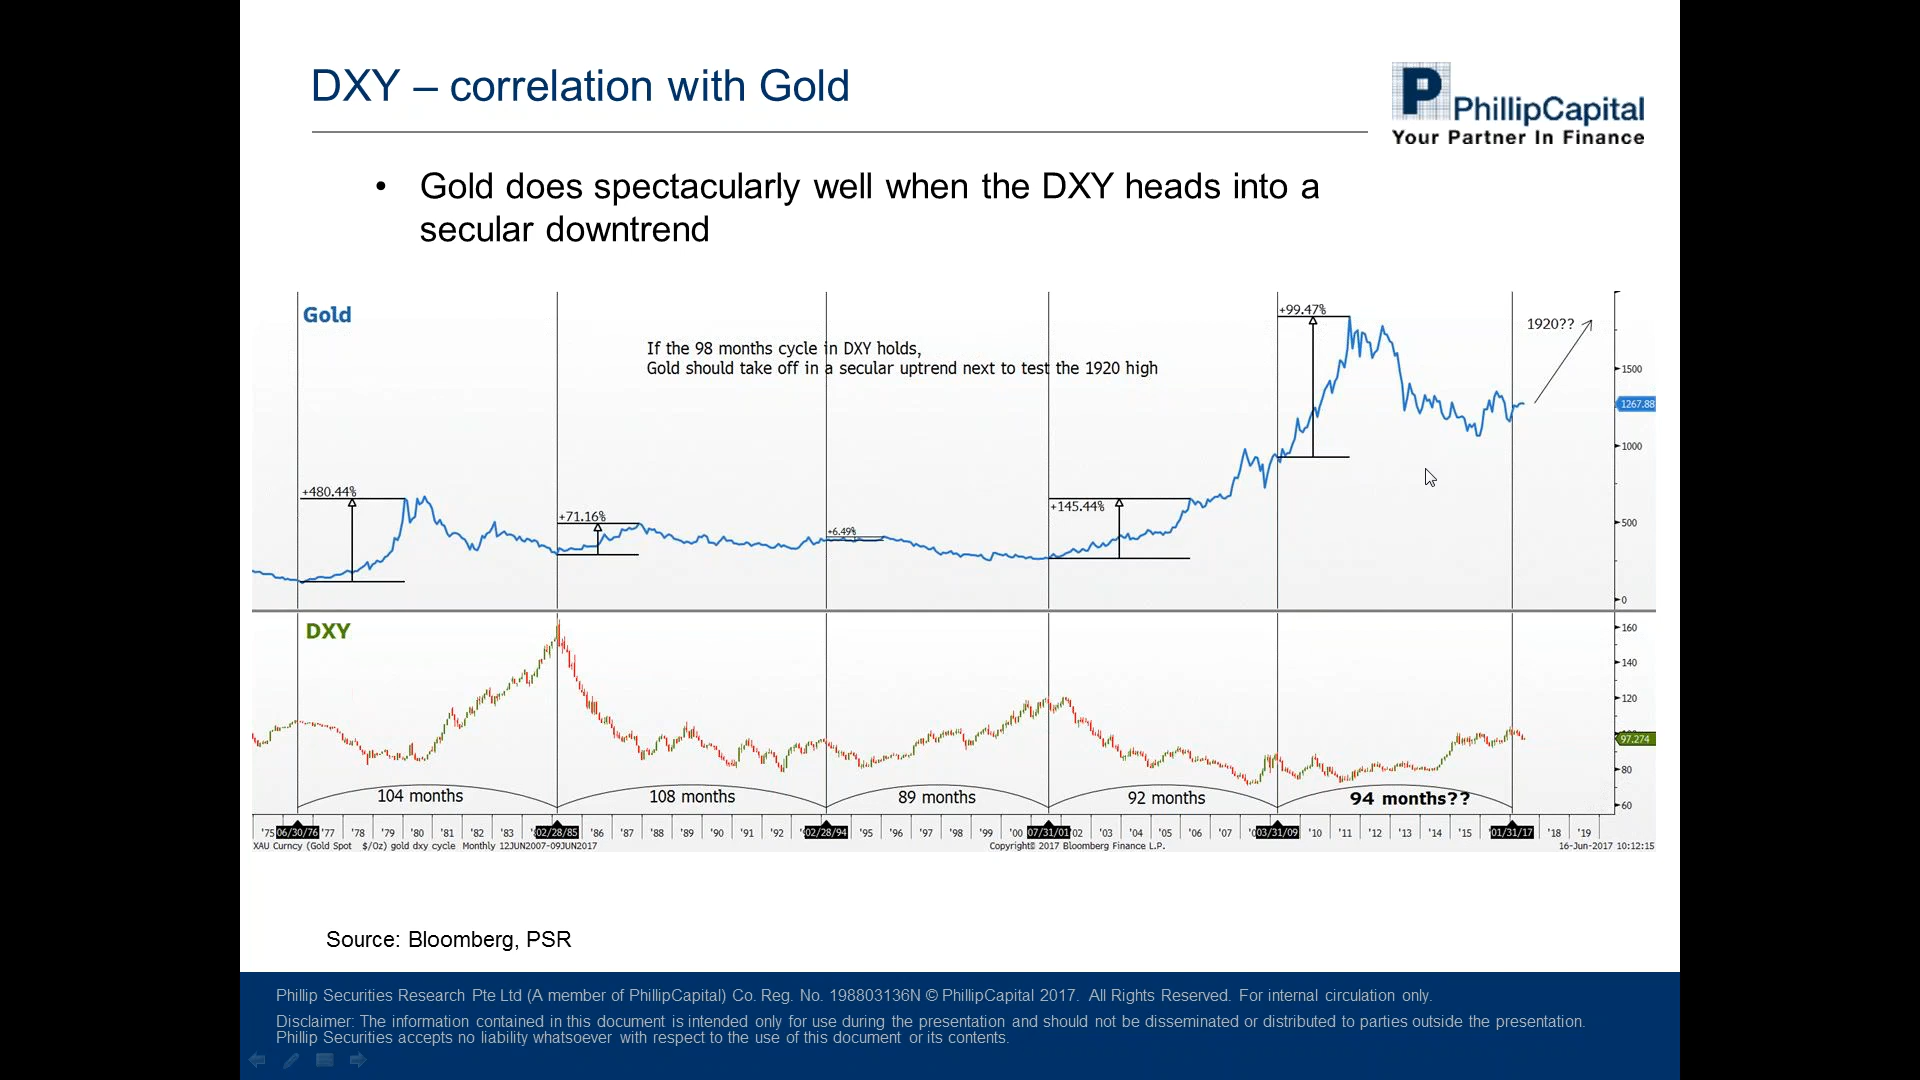 DXY – correlation with Gold
P PhillipCapital
Your Partner In Finance
• Gold does spectacularly well when the DXY heads into a
secular downtrend
Gold
+99.47%
1920??
If the 98 months cycle in DXY holds,
Gold should take off in a secular uptrend next to test the 1920 high
1500
1267.88
1000
+480.44%
+71.16%
+6.49%
+145.44%
500
0
DXY
160
140
120
97.274
80
60
104 months
108 months
89 months
92 months
94 months??
'75 06/30/76 '77 '78 '79 '80 '81 '82 '83 02/28/85 '86 '87 '88 '89 '90 '91 '92 02/28/94 '95 '96 '97 '98 '99 '00 07/31/01 '02 '03 '04 '05 '06 '07 03/31/09 '10 '11 '12 '13 '14 '15 01/31/17 '18 '19
XAU Curncy (Gold Spot $/Oz) gold dxy cycle Monthly 12JUN2007-09JUN2017
Copyright© 2017 Bloomberg Finance L.P.
16-Jun-2017 10:12:15
Source: Bloomberg, PSR
Phillip Securities Research Pte Ltd (A member of PhillipCapital) Co. Reg. No. 198803136N © PhillipCapital 2017. All Rights Reserved. For internal circulation only.
Disclaimer: The information contained in this document is intended only for use during the presentation and should not be disseminated or distributed to parties outside the presentation.
Phillip Securities accepts no liability whatsoever with respect to the use of this document or its contents.